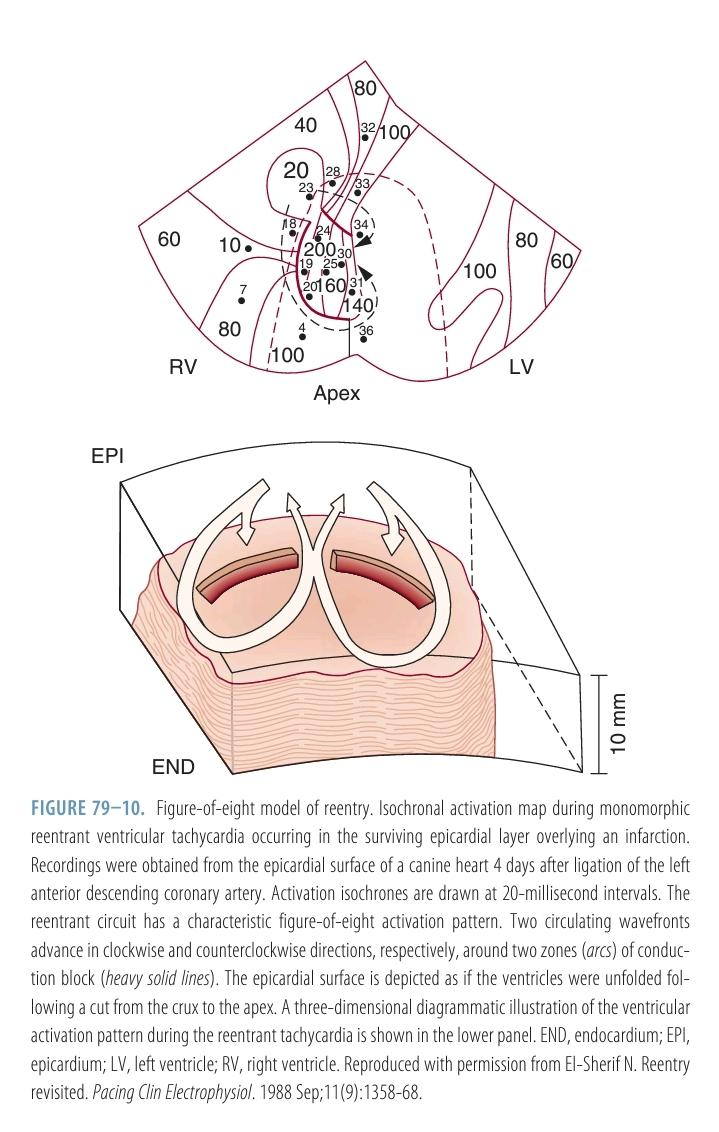 80
40
32
100
20
28
23
33
18
24
34
60
10
200
30
80
19
25
60
100
7
20
160
31
140
80
4
36
100
RV
LV
Apex
EPI
10 mm
END
FIGURE 79–10. Figure-of-eight model of reentry. Isochronal activation map during monomorphic
reentrant ventricular tachycardia occurring in the surviving epicardial layer overlying an infarction.
Recordings were obtained from the epicardial surface of a canine heart 4 days after ligation of the left
anterior descending coronary artery. Activation isochrones are drawn at 20-millisecond intervals. The
reentrant circuit has a characteristic figure-of-eight activation pattern. Two circulating wavefronts
advance in clockwise and counterclockwise directions, respectively, around two zones (arcs) of conduc-
tion block (heavy solid lines). The epicardial surface is depicted as if the ventricles were unfolded fol-
lowing a cut from the crux to the apex. A three-dimensional diagrammatic illustration of the ventricular
activation pattern during the reentrant tachycardia is shown in the lower panel. END, endocardium; EPI,
epicardium; LV, left ventricle; RV, right ventricle. Reproduced with permission from El-Sherif N. Reentry
revisited. Pacing Clin Electrophysiol. 1988 Sep;11(9):1358-68.